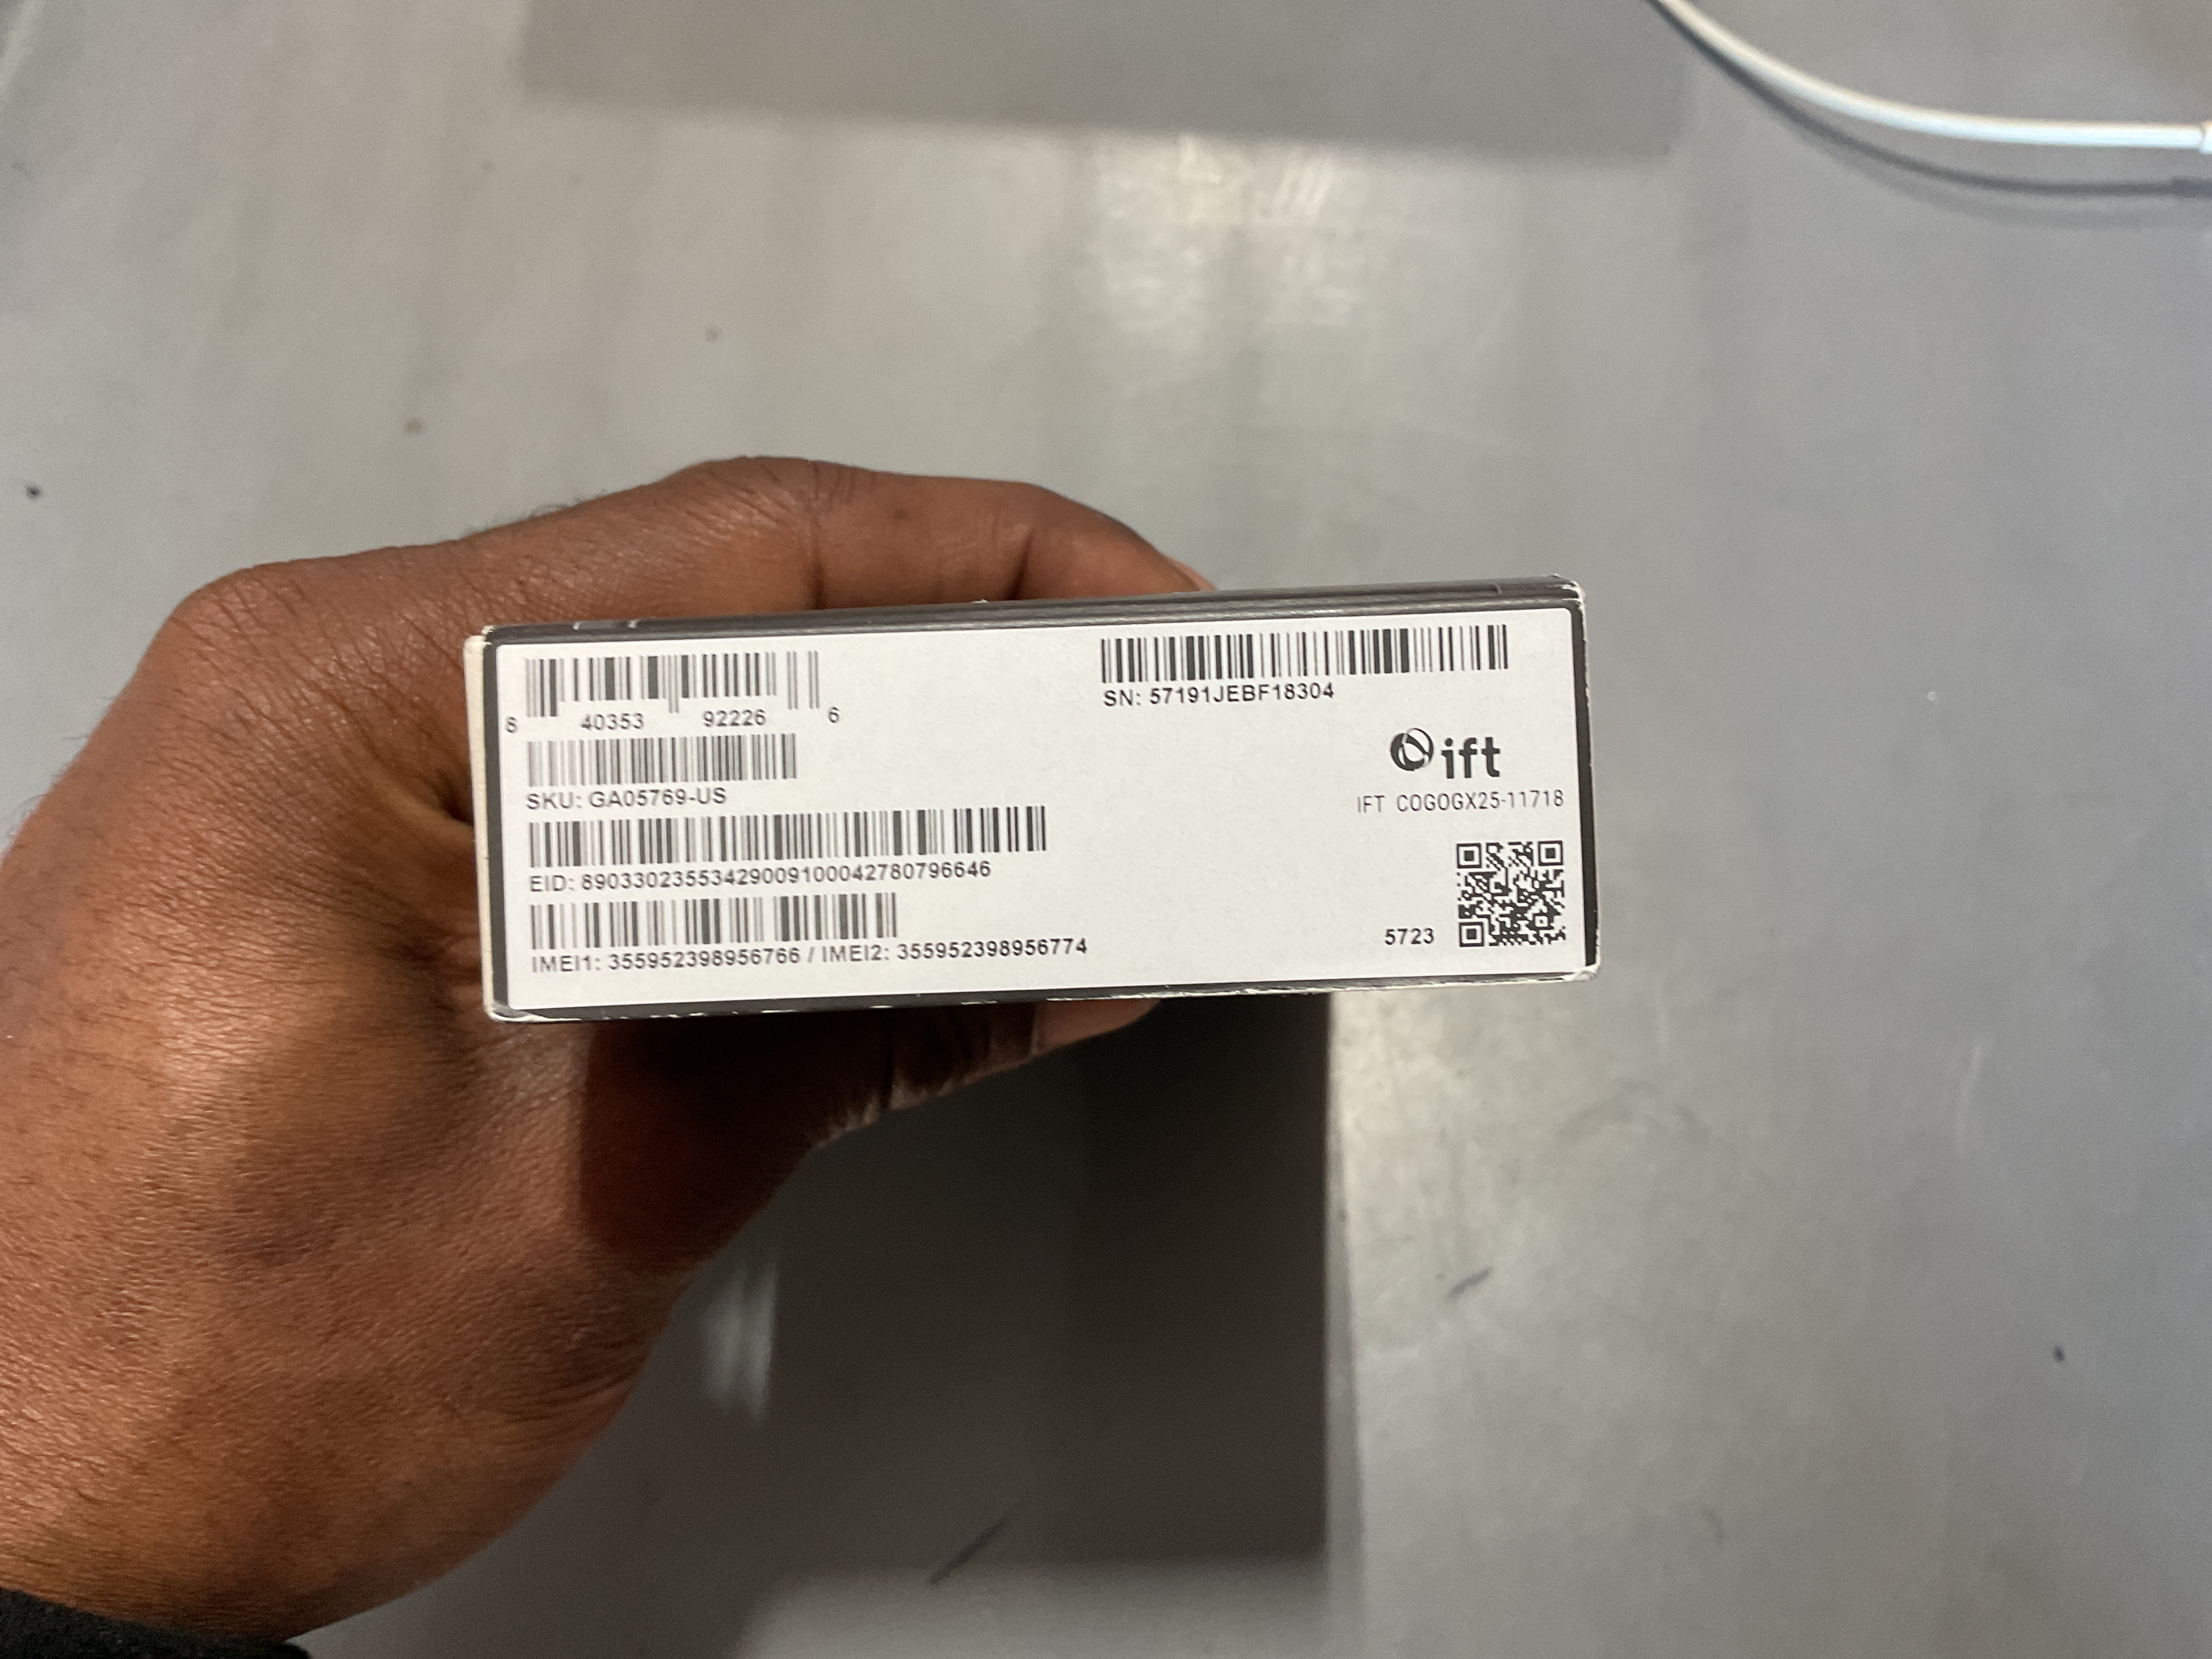 8 40353 92226 6
SKU: GA05769-US
EID: 89033023553429009100042780796646
IMEI1: 355952398956766 / IMEI2: 355952398956774
SN: 57191JEBF18304
ift
IFT COGOGX25-11718
5723